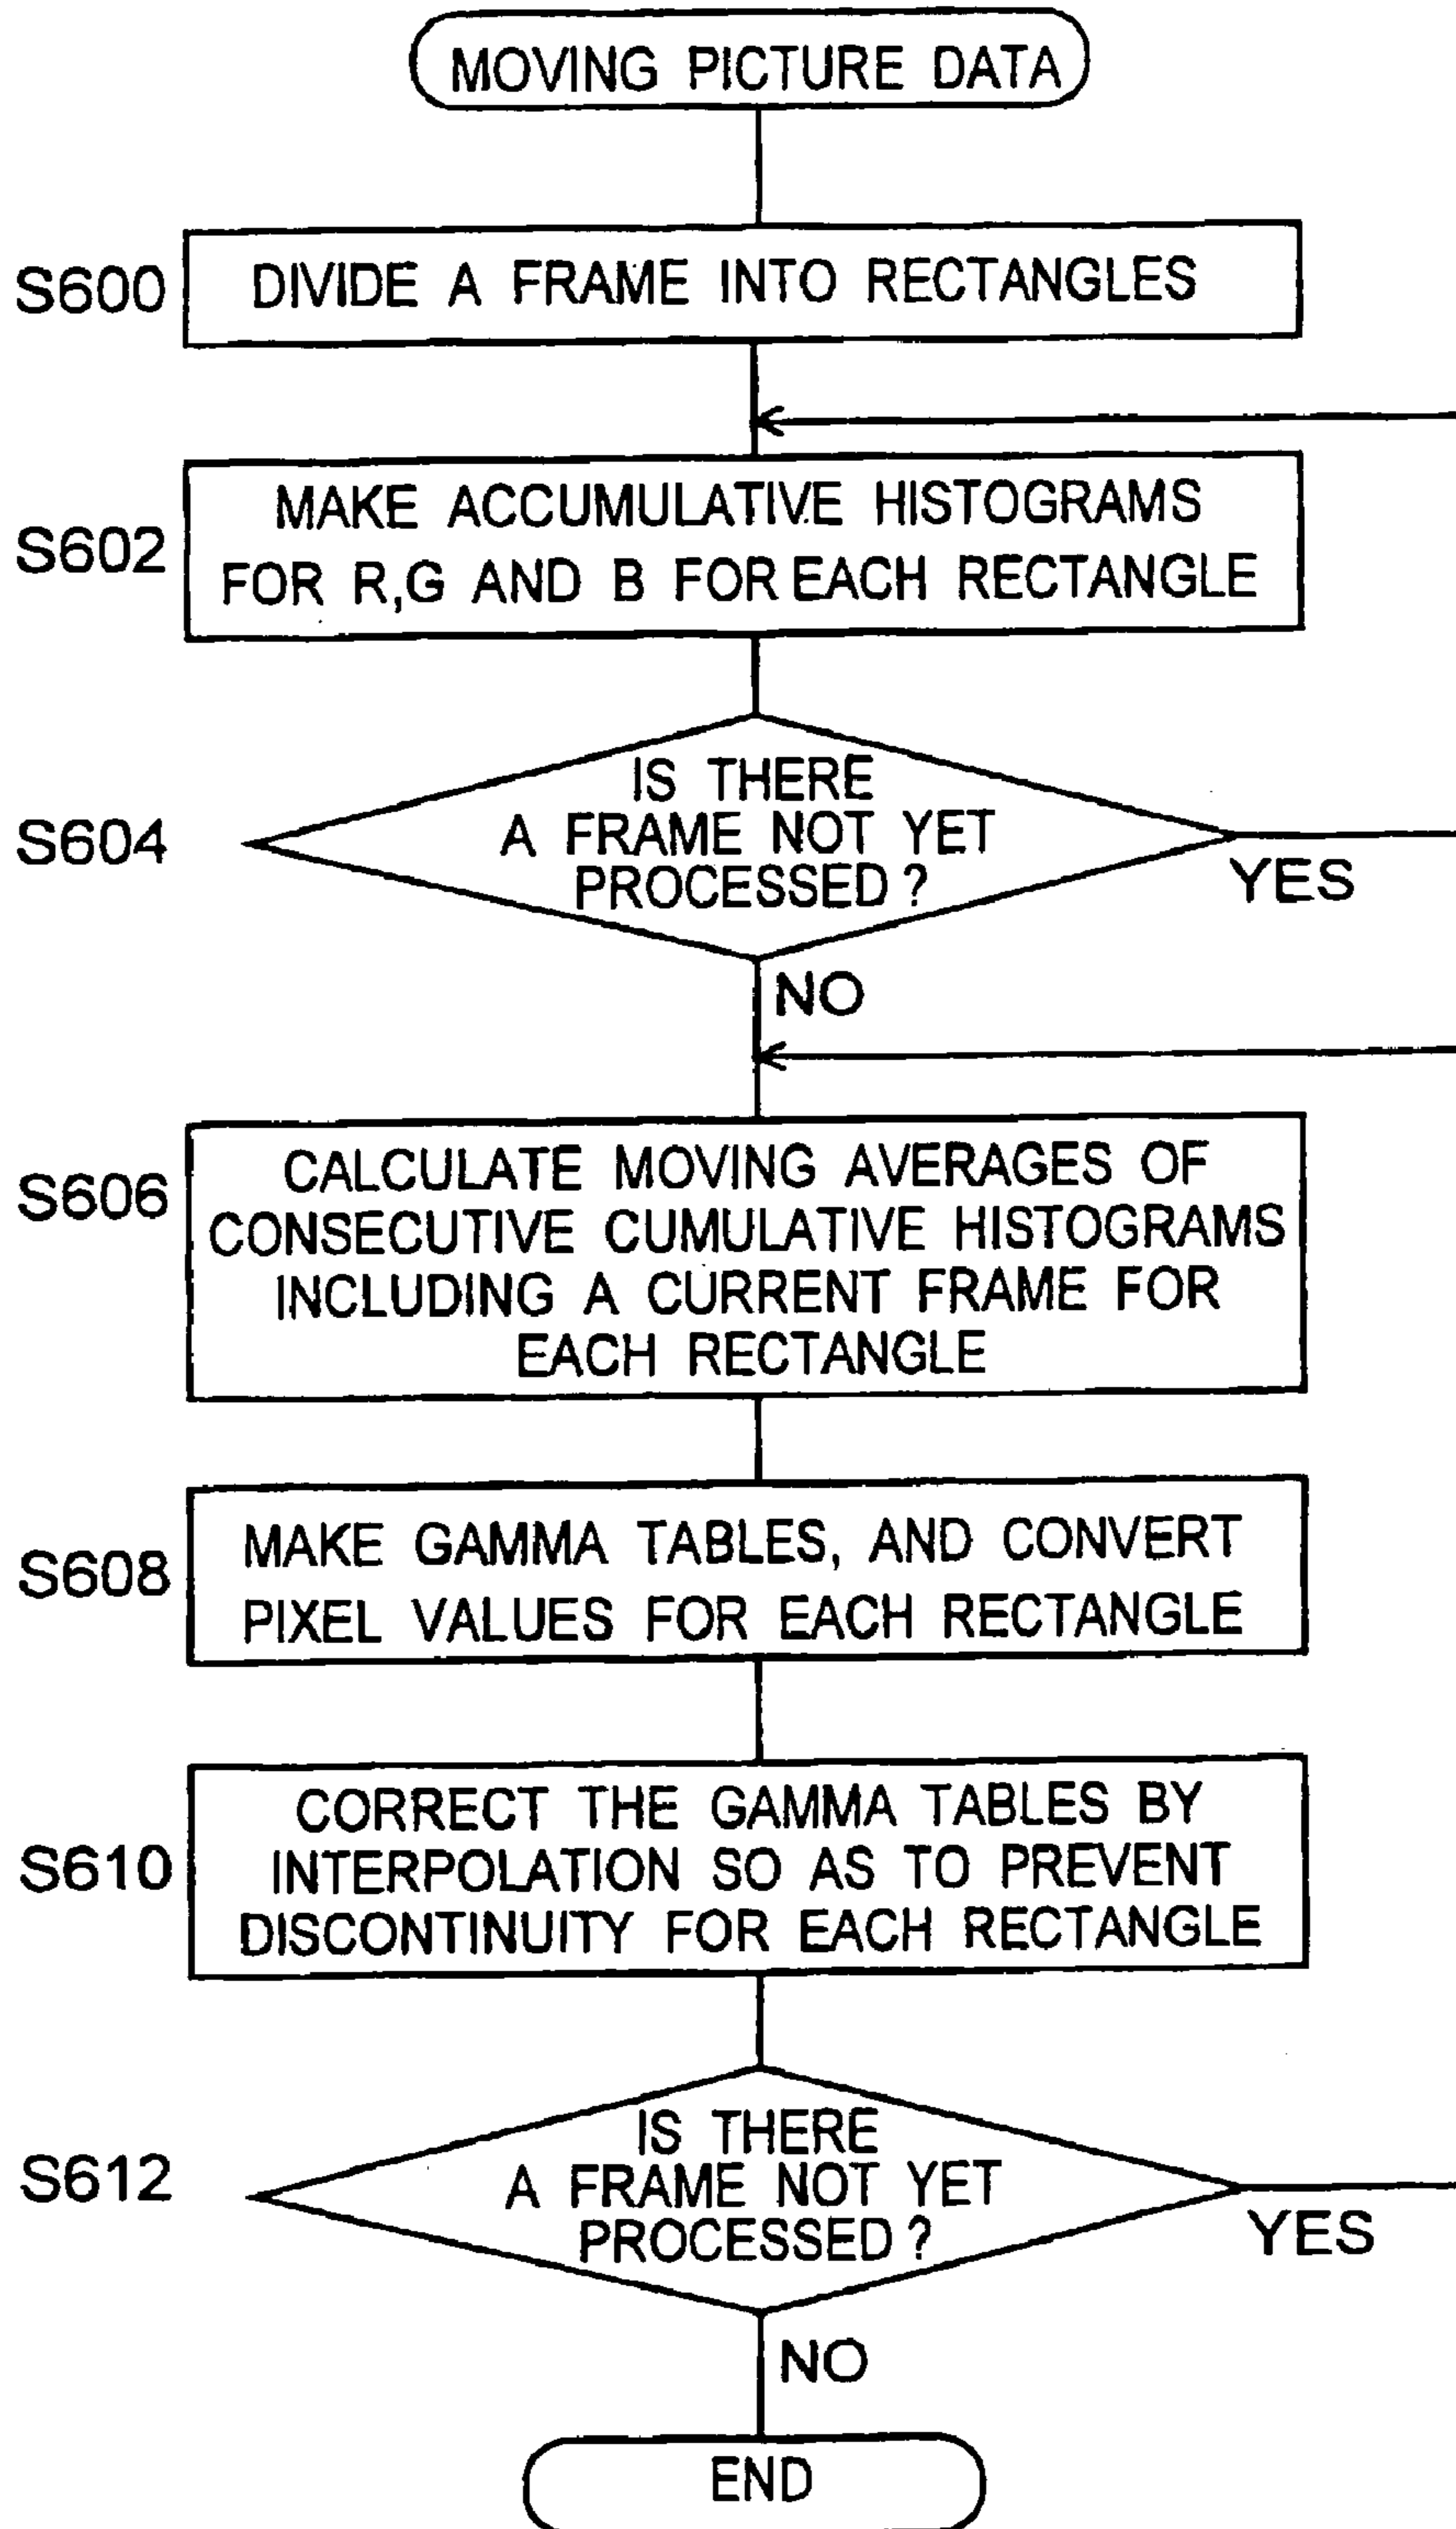 MOVING PICTURE DATA
S600
DIVIDE A FRAME INTO RECTANGLES
S602
MAKE ACCUMULATIVE HISTOGRAMS
FOR R,G AND B FOR EACH RECTANGLE
S604
IS THERE
A FRAME NOT YET
PROCESSED?
YES
NO
S606
CALCULATE MOVING AVERAGES OF
CONSECUTIVE CUMULATIVE HISTOGRAMS
INCLUDING A CURRENT FRAME FOR
EACH RECTANGLE
S608
MAKE GAMMA TABLES, AND CONVERT
PIXEL VALUES FOR EACH RECTANGLE
S610
CORRECT THE GAMMA TABLES BY
INTERPOLATION SO AS TO PREVENT
DISCONTINUITY FOR EACH RECTANGLE
S612
IS THERE
A FRAME NOT YET
PROCESSED?
YES
NO
END